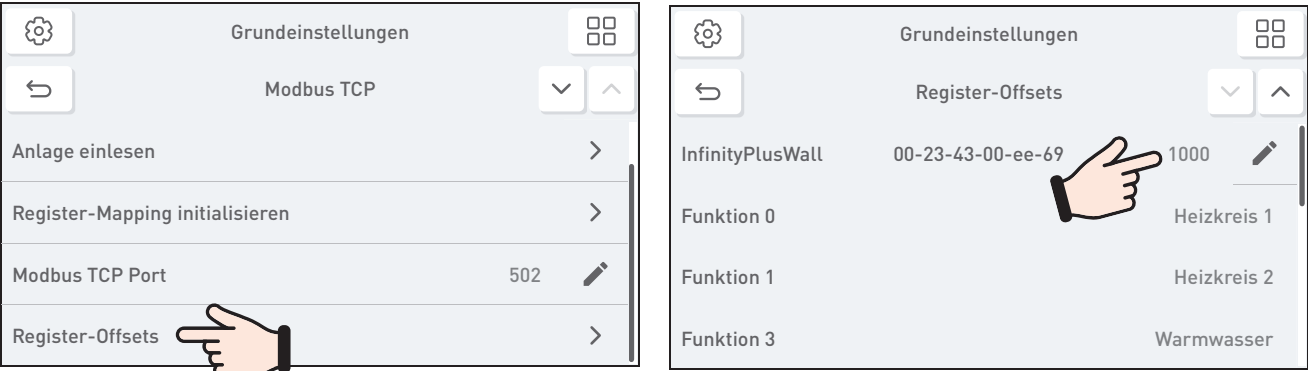 Grundeinstellungen
Modbus TCP
Anlage einlesen
Register-Mapping initialisieren
Modbus TCP Port 502
Register-Offsets
Grundeinstellungen
Register-Offsets
InfinityPlusWall 00-23-43-00-ee-69 1000
Funktion 0 Heizkreis 1
Funktion 1 Heizkreis 2
Funktion 3 Warmwasser